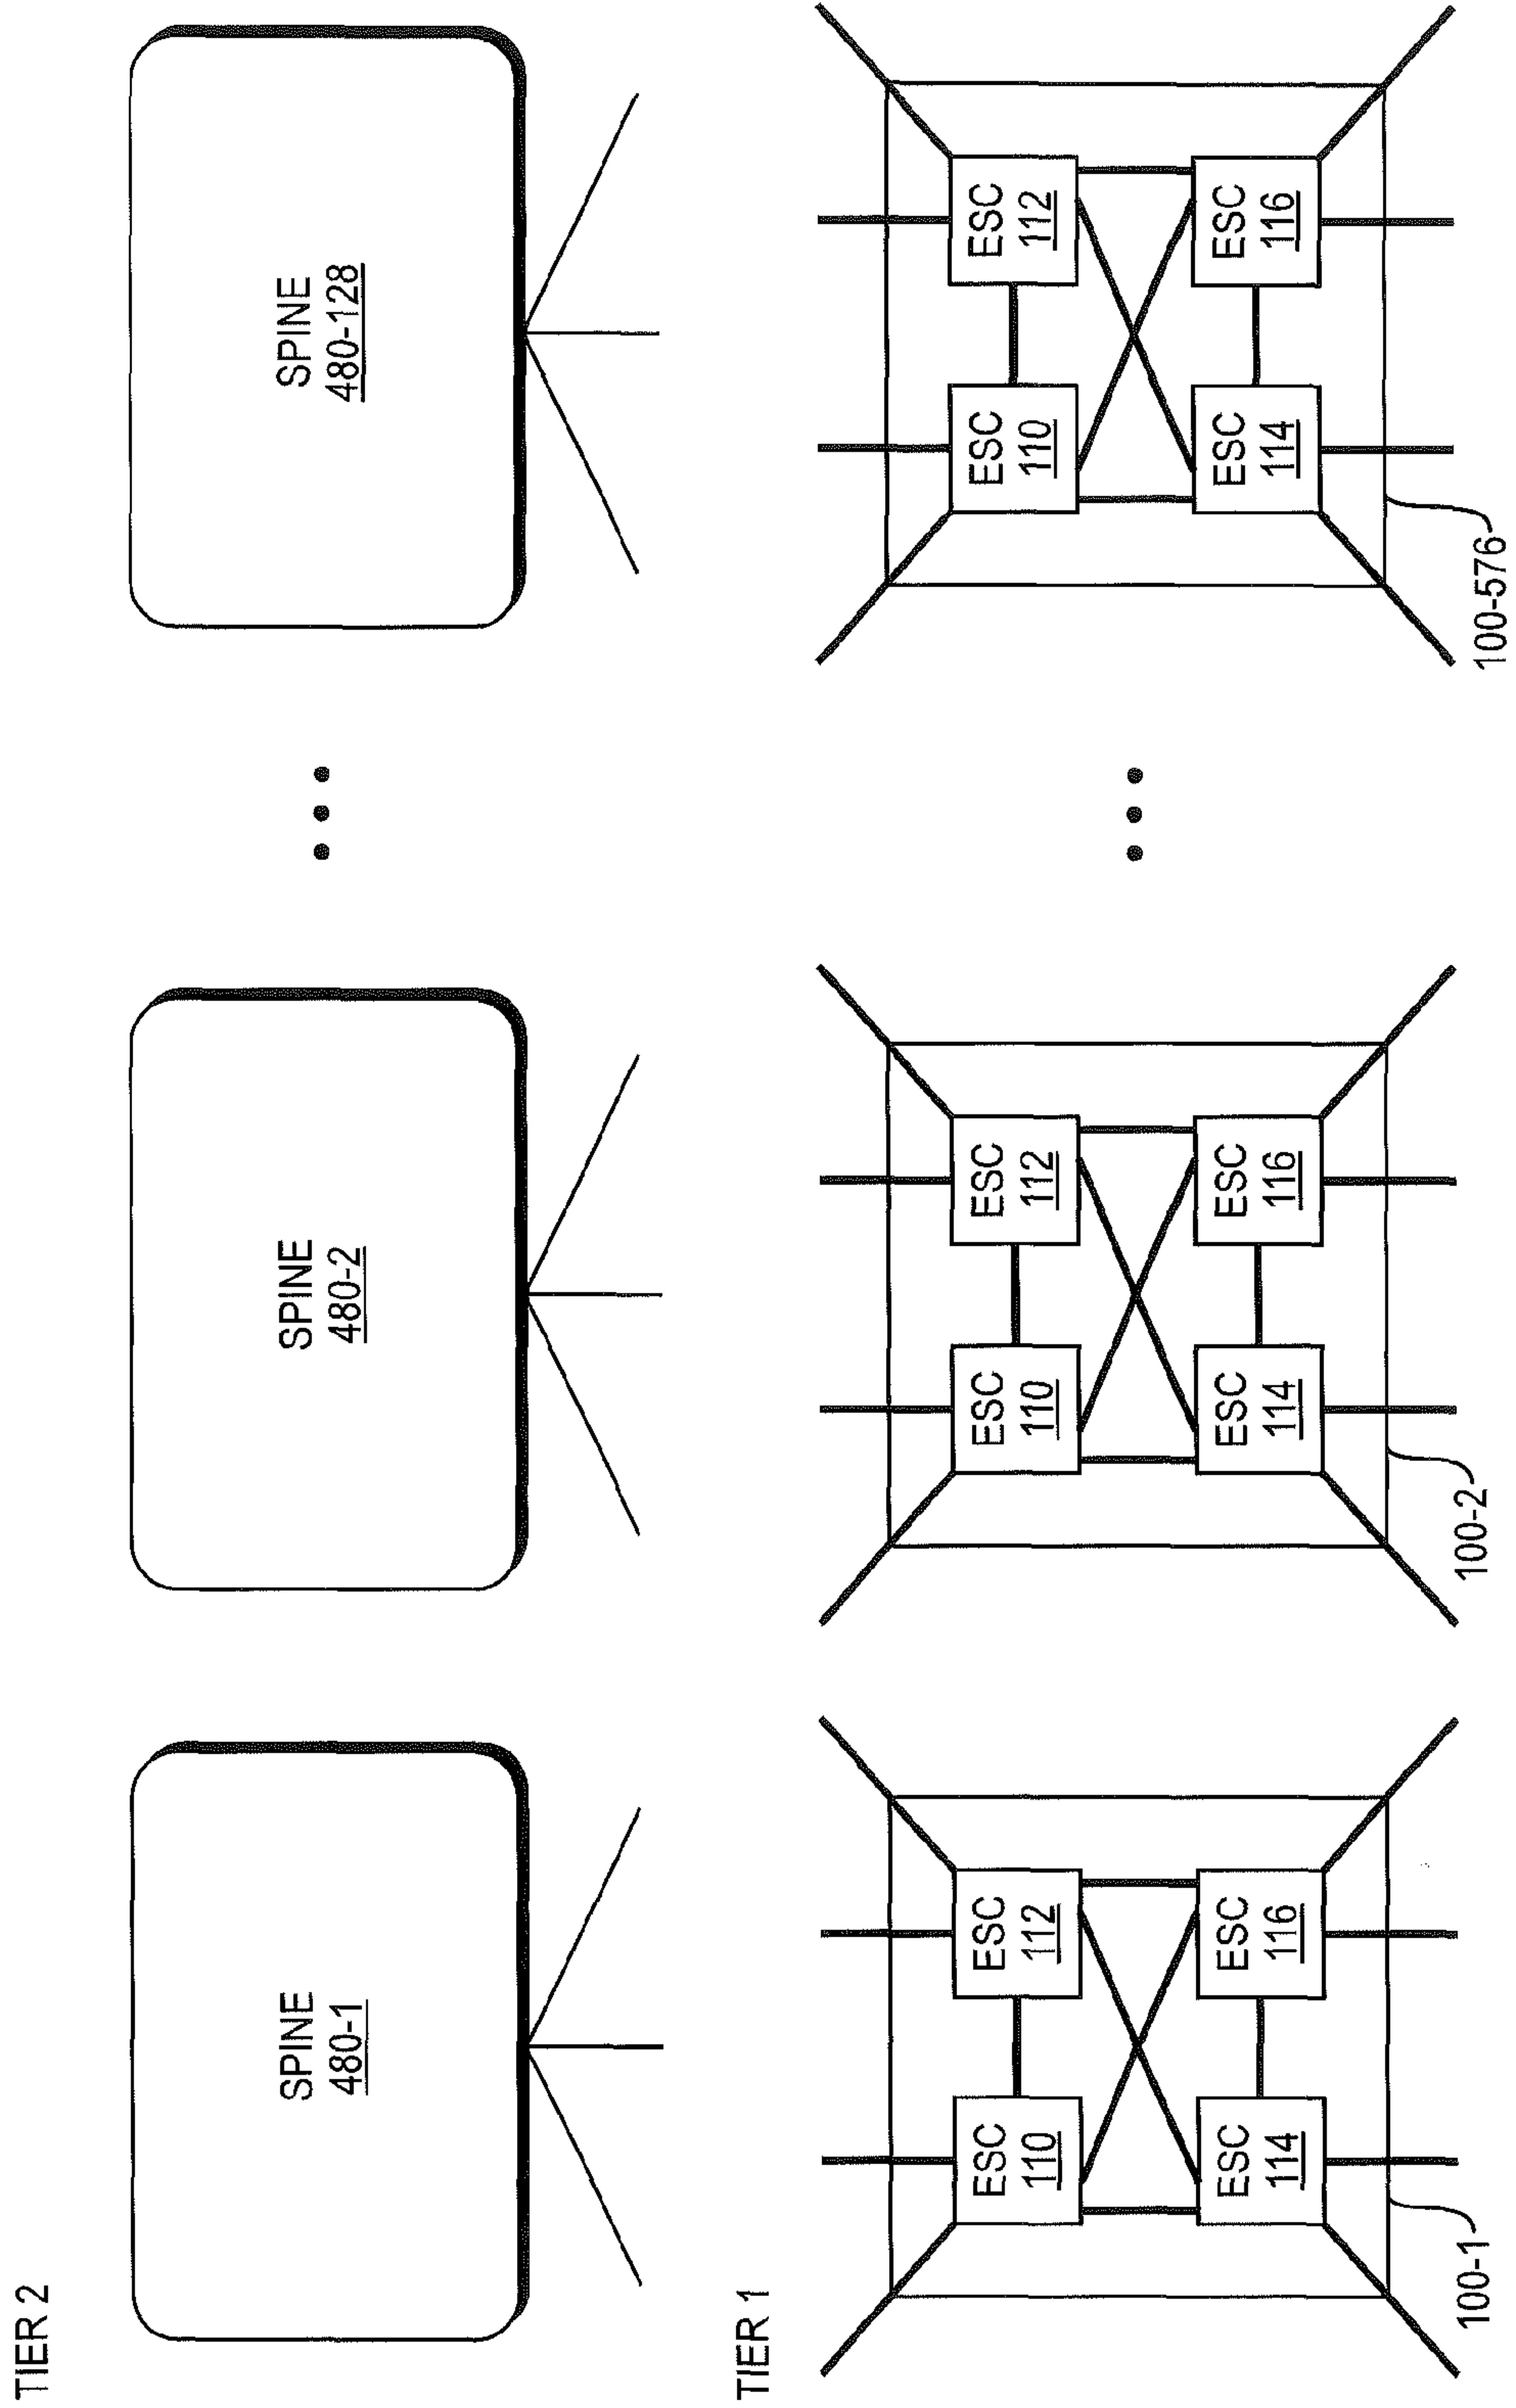 TIER 2
SPINE
480-1
SPINE
480-2
SPINE
480-128
TIER 1
ESC
110
ESC
112
ESC
114
ESC
116
100-1
ESC
110
ESC
112
ESC
114
ESC
116
100-2
ESC
110
ESC
112
ESC
114
ESC
116
100-576